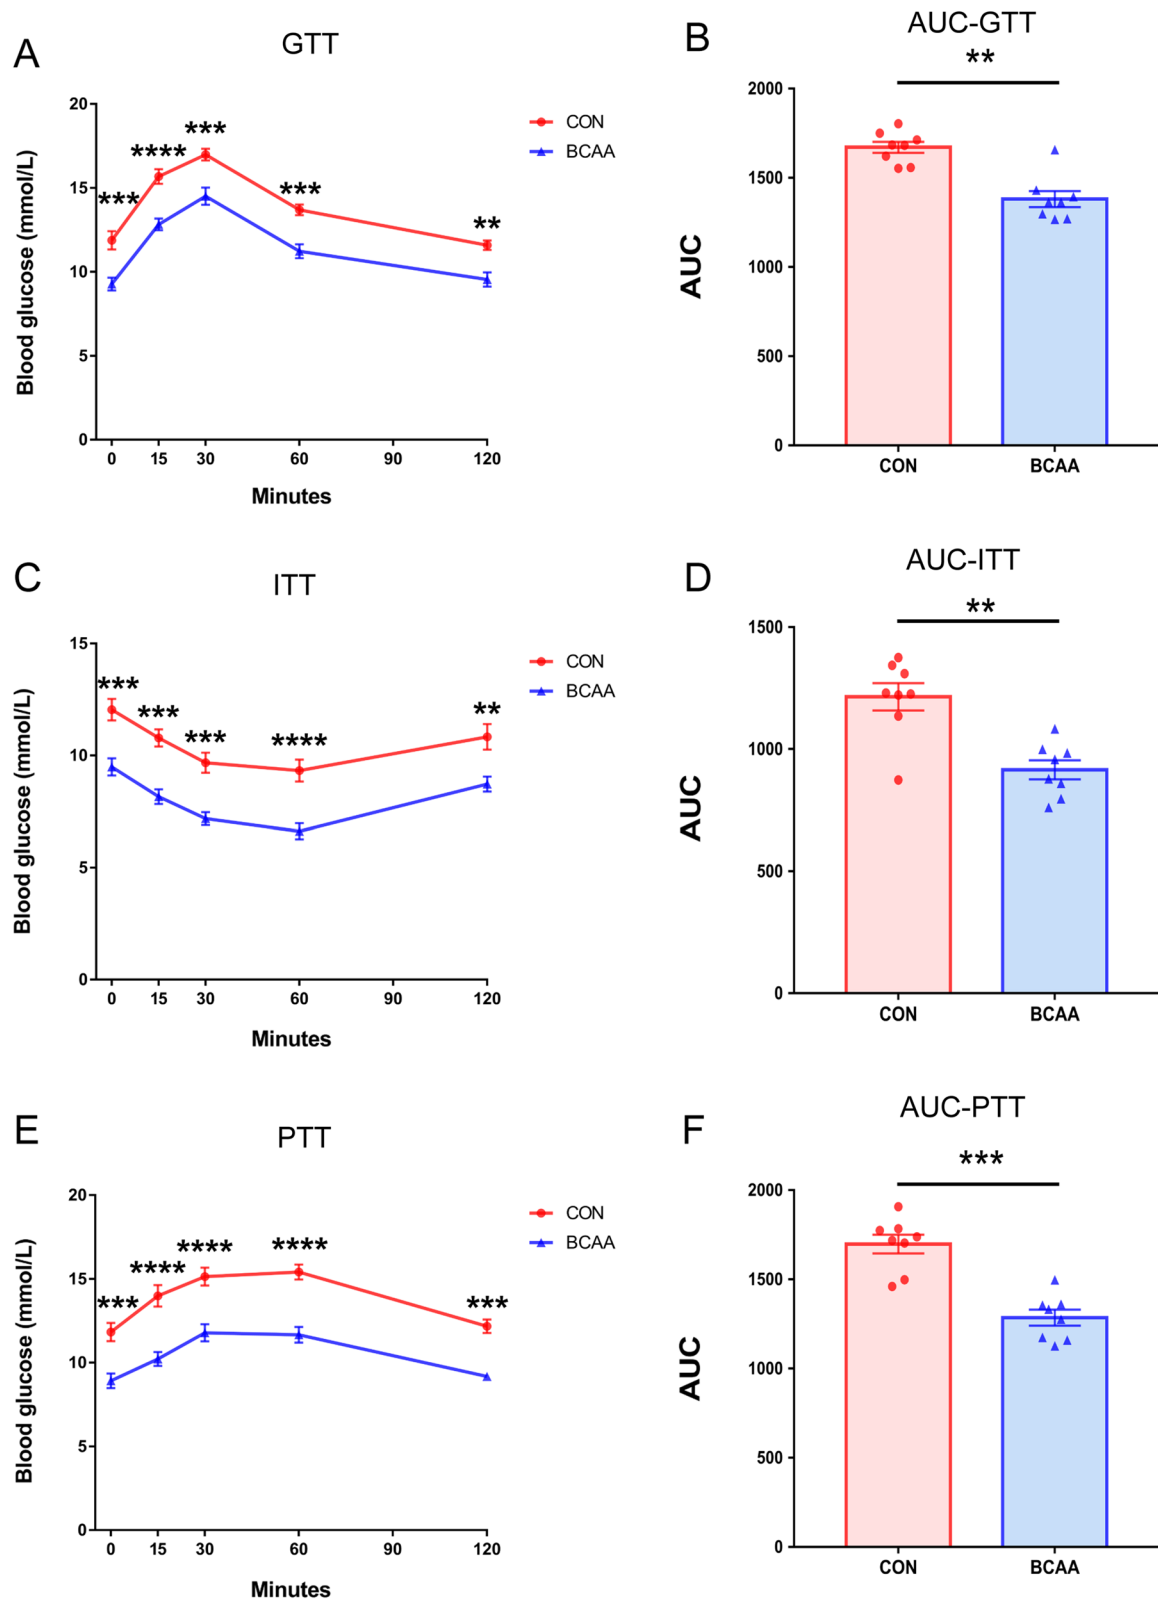 A
GTT
Blood glucose (mmol/L)
20
15
10
5
0
***
****
***
***
**
CON
BCAA
0 15 30 60 90 120
Minutes
B
AUC-GTT
**
AUC
2000
1500
1000
500
0
CON BCAA
C
ITT
Blood glucose (mmol/L)
15
10
5
0
***
***
***
****
**
CON
BCAA
0 15 30 60 90 120
Minutes
D
AUC-ITT
**
AUC
1500
1000
500
0
CON BCAA
E
PTT
Blood glucose (mmol/L)
20
15
10
5
0
***
****
****
****
***
CON
BCAA
0 15 30 60 90 120
Minutes
F
AUC-PTT
***
AUC
2000
1500
1000
500
0
CON BCAA